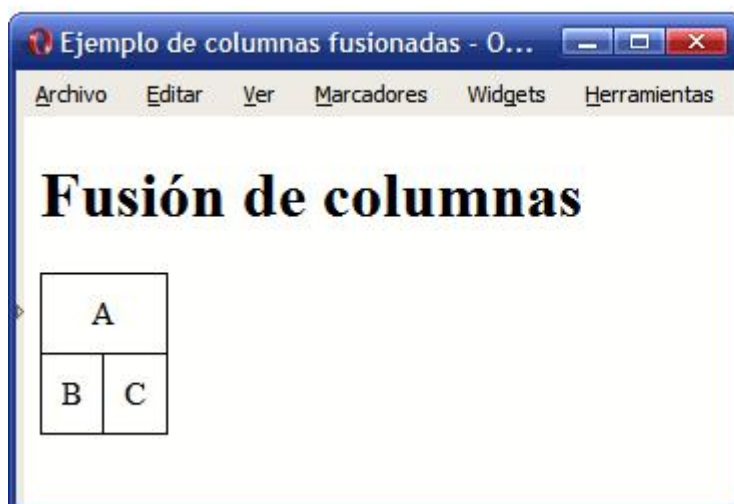 Ejemplo de columnas fusionadas - O...
Archivo Editar Ver Marcadores Widgets Herramientas
Fusión de columnas
A
B C